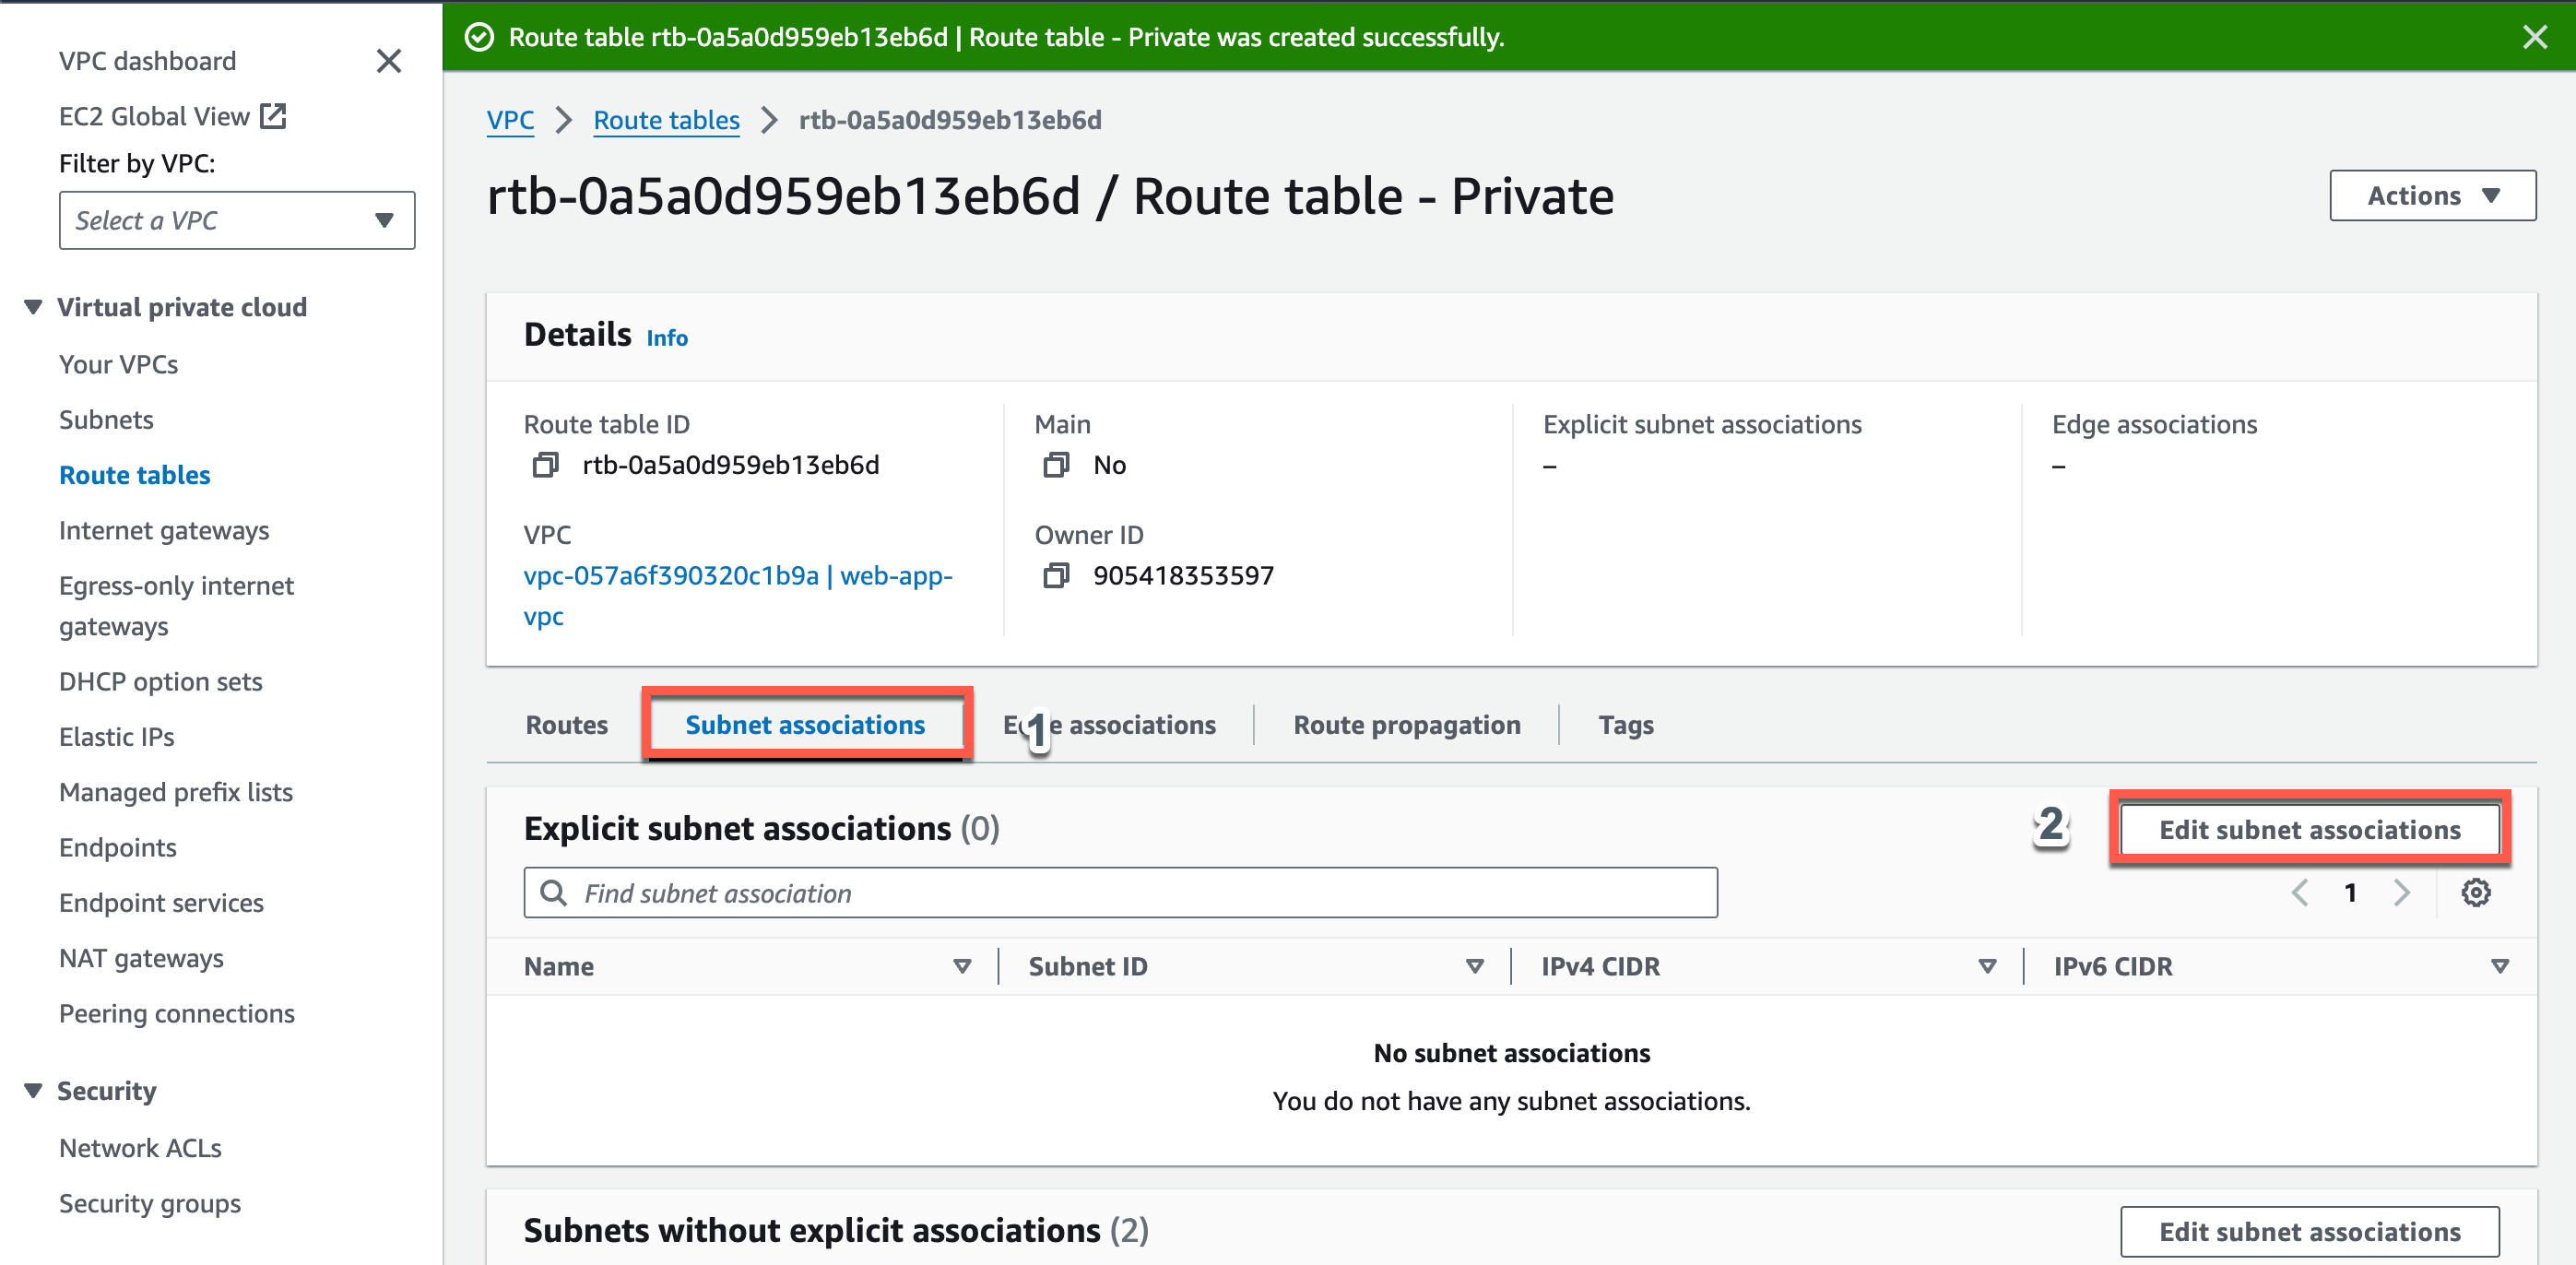 VPC dashboard
EC2 Global View
Filter by VPC:
Select a VPC
Virtual private cloud
Your VPCs
Subnets
Route tables
Internet gateways
Egress-only internet
gateways
DHCP option sets
Elastic IPs
Managed prefix lists
Endpoints
Endpoint services
NAT gateways
Peering connections
Security
Network ACLs
Security groups
Route table rtb-0a5a0d959eb13eb6d | Route table - Private was created successfully.
VPC Route tables rtb-0a5a0d959eb13eb6d
rtb-0a5a0d959eb13eb6d / Route table - Private
Actions
Details Info
Route table ID
rtb-0a5a0d959eb13eb6d
Main
No
Explicit subnet associations
–
Edge associations
–
VPC
vpc-057a6f390320c1b9a | web-app-
vpc
Owner ID
905418353597
Routes Subnet associations 1 associations Route propagation Tags
Explicit subnet associations (0)
2 Edit subnet associations
Find subnet association
1
Name Subnet ID IPv4 CIDR IPv6 CIDR
No subnet associations
You do not have any subnet associations.
Subnets without explicit associations (2)
Edit subnet associations